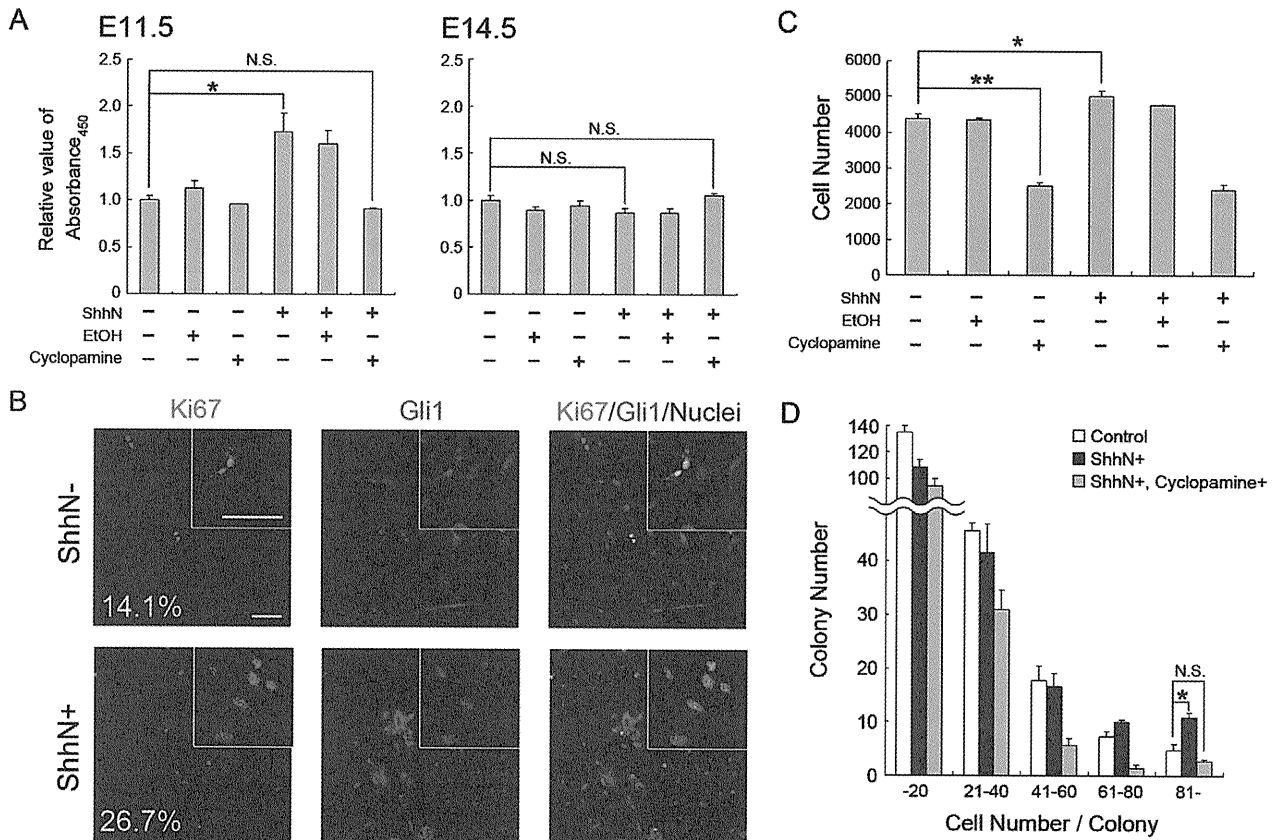 A
E11.5
E14.5
Relative value of
Absorbance450
2.5
2.0
1.5
1.0
0.5
0
N.S.
*
2.5
2.0
1.5
1.0
0.5
0
N.S.
N.S.
ShhN − − − + + + − − − + + +
EtOH − + − − + − − + − − + −
Cyclopamine − − + − − + − − + − − +
C
Cell Number
6000
5000
4000
3000
2000
1000
0
*
**
ShhN − − − + + +
EtOH − + − − + −
Cyclopamine − − + − − +
B
Ki67 Gli1 Ki67/Gli1/Nuclei
ShhN-
14.1%
ShhN+
26.7%
D
Colony Number
140
120
100
40
30
20
10
0
Control
ShhN+
ShhN+, Cyclopamine+
N.S.
*
-20 21-40 41-60 61-80 81-
Cell Number / Colony